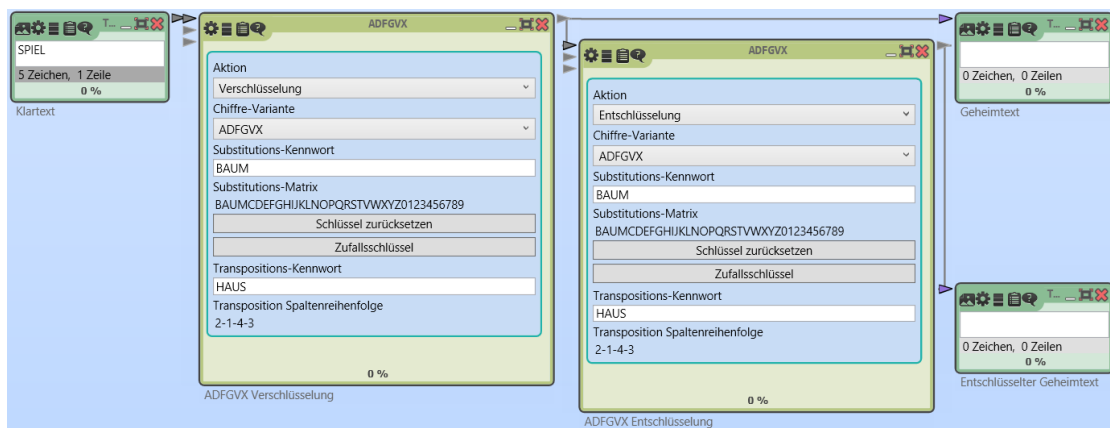 T...
SPIEL
5 Zeichen, 1 Zeile
0 %
Klartext
ADFGVX
Aktion
Verschlüsselung
Chiffre-Variante
ADFGVX
Substitutions-Kennwort
BAUM
Substitutions-Matrix
BAUMCDEFGHIJKLNOPQRSTVWXYZ0123456789
Schlüssel zurücksetzen
Zufallsschlüssel
Transpositions-Kennwort
HAUS
Transposition Spaltenreihenfolge
2-1-4-3
0 %
ADFGVX Verschlüsselung
ADFGVX
Aktion
Entschlüsselung
Chiffre-Variante
ADFGVX
Substitutions-Kennwort
BAUM
Substitutions-Matrix
BAUMCDEFGHIJKLNOPQRSTVWXYZ0123456789
Schlüssel zurücksetzen
Zufallsschlüssel
Transpositions-Kennwort
HAUS
Transposition Spaltenreihenfolge
2-1-4-3
0 %
ADFGVX Entschlüsselung
T...
0 Zeichen, 0 Zeilen
0 %
Geheimtext
T...
0 Zeichen, 0 Zeilen
0 %
Entschlüsselter Geheimtext